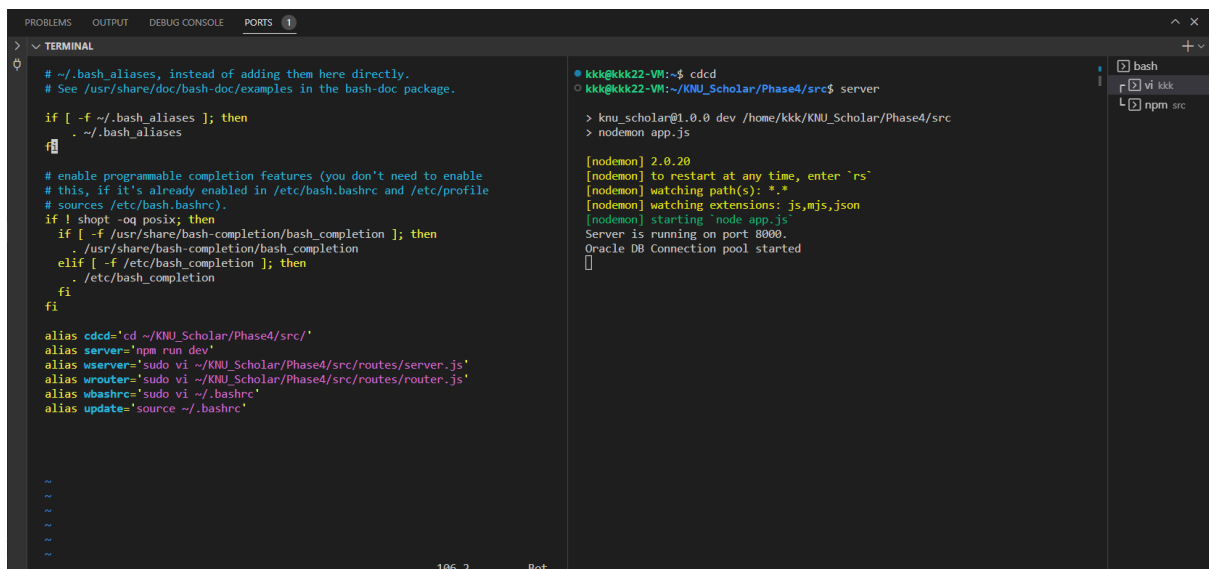 PROBLEMS OUTPUT DEBUG CONSOLE PORTS 1
TERMINAL
# ~/.bash_aliases, instead of adding them here directly.
# See /usr/share/doc/bash-doc/examples in the bash-doc package.
if [ -f ~/.bash_aliases ]; then
. ~/.bash_aliases
fi
# enable programmable completion features (you don't need to enable
# this, if it's already enabled in /etc/bash.bashrc and /etc/profile
# sources /etc/bash.bashrc).
if ! shopt -oq posix; then
if [ -f /usr/share/bash-completion/bash_completion ]; then
. /usr/share/bash-completion/bash_completion
elif [ -f /etc/bash_completion ]; then
. /etc/bash_completion
fi
fi
alias cdcd='cd ~/KNU_Scholar/Phase4/src/'
alias server='npm run dev'
alias wserver='sudo vi ~/KNU_Scholar/Phase4/src/routes/server.js'
alias wrouter='sudo vi ~/KNU_Scholar/Phase4/src/routes/router.js'
alias wbashrc='sudo vi ~/.bashrc'
alias update='source ~/.bashrc'
~
~
~
~
~
~
106,2 Bot
kkk@kkk22-VM:~$ cdcd
kkk@kkk22-VM:~/KNU_Scholar/Phase4/src$ server
> knu_scholar@1.0.0 dev /home/kkk/KNU_Scholar/Phase4/src
> nodemon app.js
[nodemon] 2.0.20
[nodemon] to restart at any time, enter `rs`
[nodemon] watching path(s): *.*
[nodemon] watching extensions: js,mjs,json
[nodemon] starting `node app.js`
Server is running on port 8000.
Oracle DB Connection pool started
bash
vi kkk
npm src